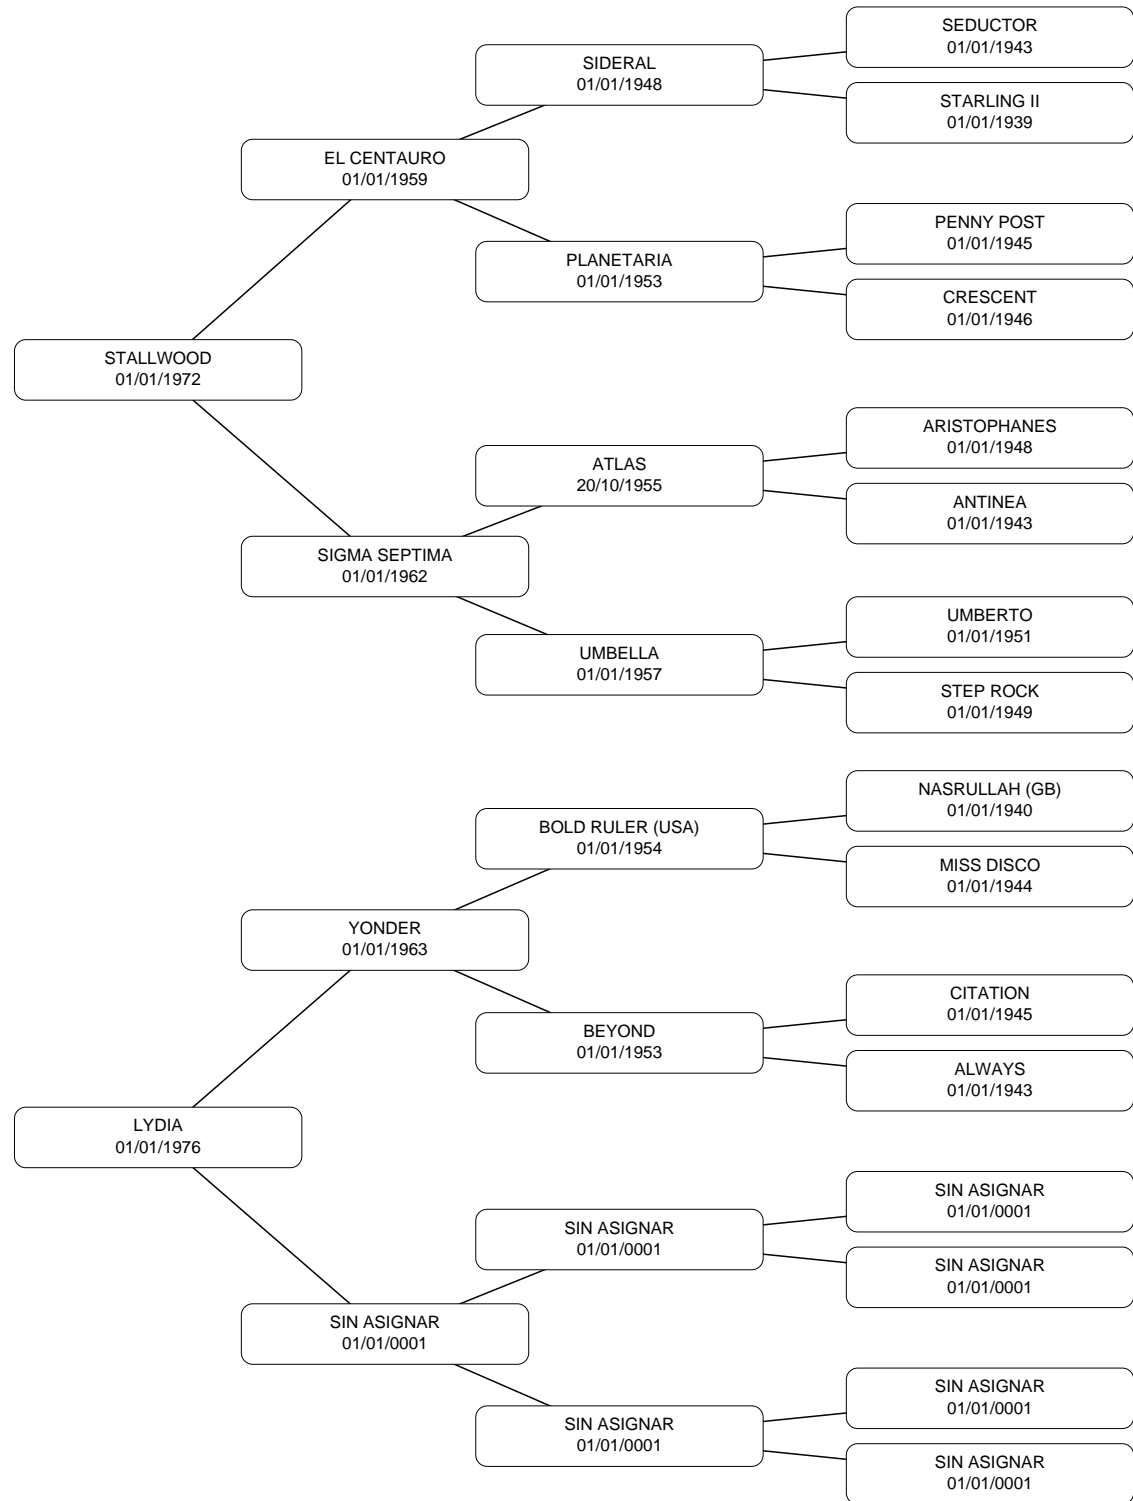 SEDUCTOR
01/01/1943
SIDERAL
01/01/1948
STARLING II
01/01/1939
EL CENTAURO
01/01/1959
PENNY POST
01/01/1945
PLANETARIA
01/01/1953
CRESCENT
01/01/1946
STALLWOOD
01/01/1972
ARISTOPHANES
01/01/1948
ATLAS
20/10/1955
ANTINEA
01/01/1943
SIGMA SEPTIMA
01/01/1962
UMBERTO
01/01/1951
UMBELLA
01/01/1957
STEP ROCK
01/01/1949
NASRULLAH (GB)
01/01/1940
BOLD RULER (USA)
01/01/1954
MISS DISCO
01/01/1944
YONDER
01/01/1963
CITATION
01/01/1945
BEYOND
01/01/1953
ALWAYS
01/01/1943
LYDIA
01/01/1976
SIN ASIGNAR
01/01/0001
SIN ASIGNAR
01/01/0001
SIN ASIGNAR
01/01/0001
SIN ASIGNAR
01/01/0001
SIN ASIGNAR
01/01/0001
SIN ASIGNAR
01/01/0001
SIN ASIGNAR
01/01/0001